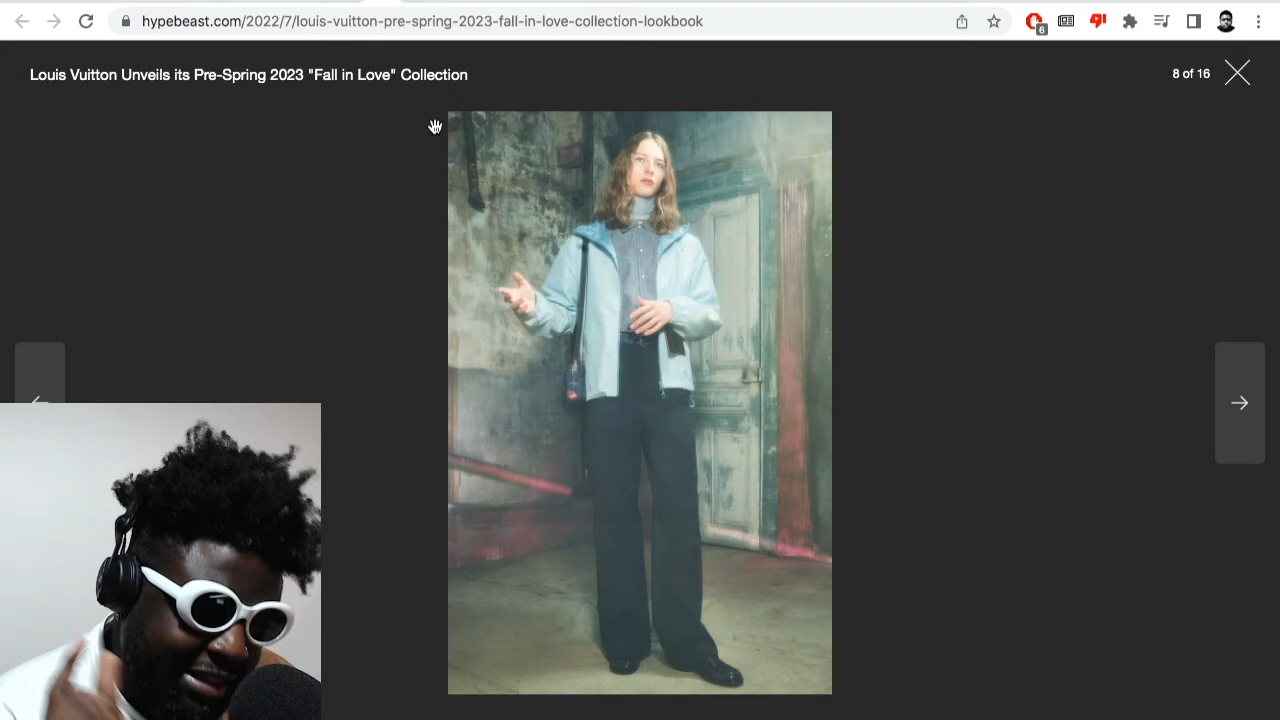 hypebeast.com/2022/7/louis-vuitton-pre-spring-2023-fall-in-love-collection-lookbook
6
Louis Vuitton Unveils its Pre-Spring 2023 "Fall in Love" Collection
8 of 16